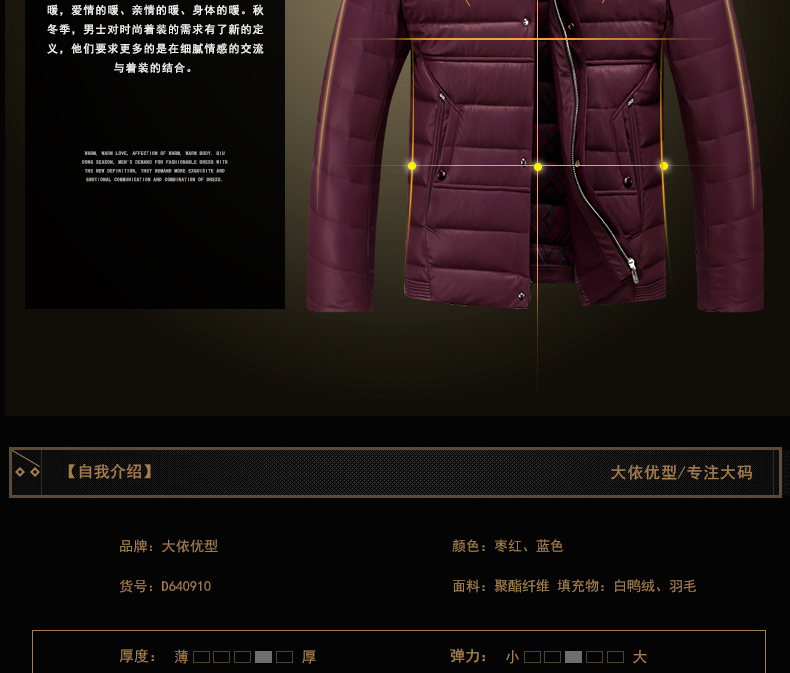 暖，爱情的暖、亲情的暖、身体的暖。秋
冬季，男士对时尚着装的需求有了新的定
义，他们要求更多的是在细腻情感的交流
与着装的结合。
WARM, WARM LOVE, AFFECTION OF WARM, WARM BODY. QIU
DONG SEASON, MEN'S DEMAND FOR FASHIONABLE DRESS WITH
THE NEW DEFINITION, THEY DEMAND MORE EXQUISITE AND
EMOTIONAL COMMUNICATION AND COMBINATION OF DRESS.
【自我介绍】 大依优型/专注大码
品牌：大依优型 颜色：枣红、蓝色
货号：D640910 面料：聚酯纤维 填充物：白鸭绒、羽毛
厚度： 薄 厚 弹力： 小 大